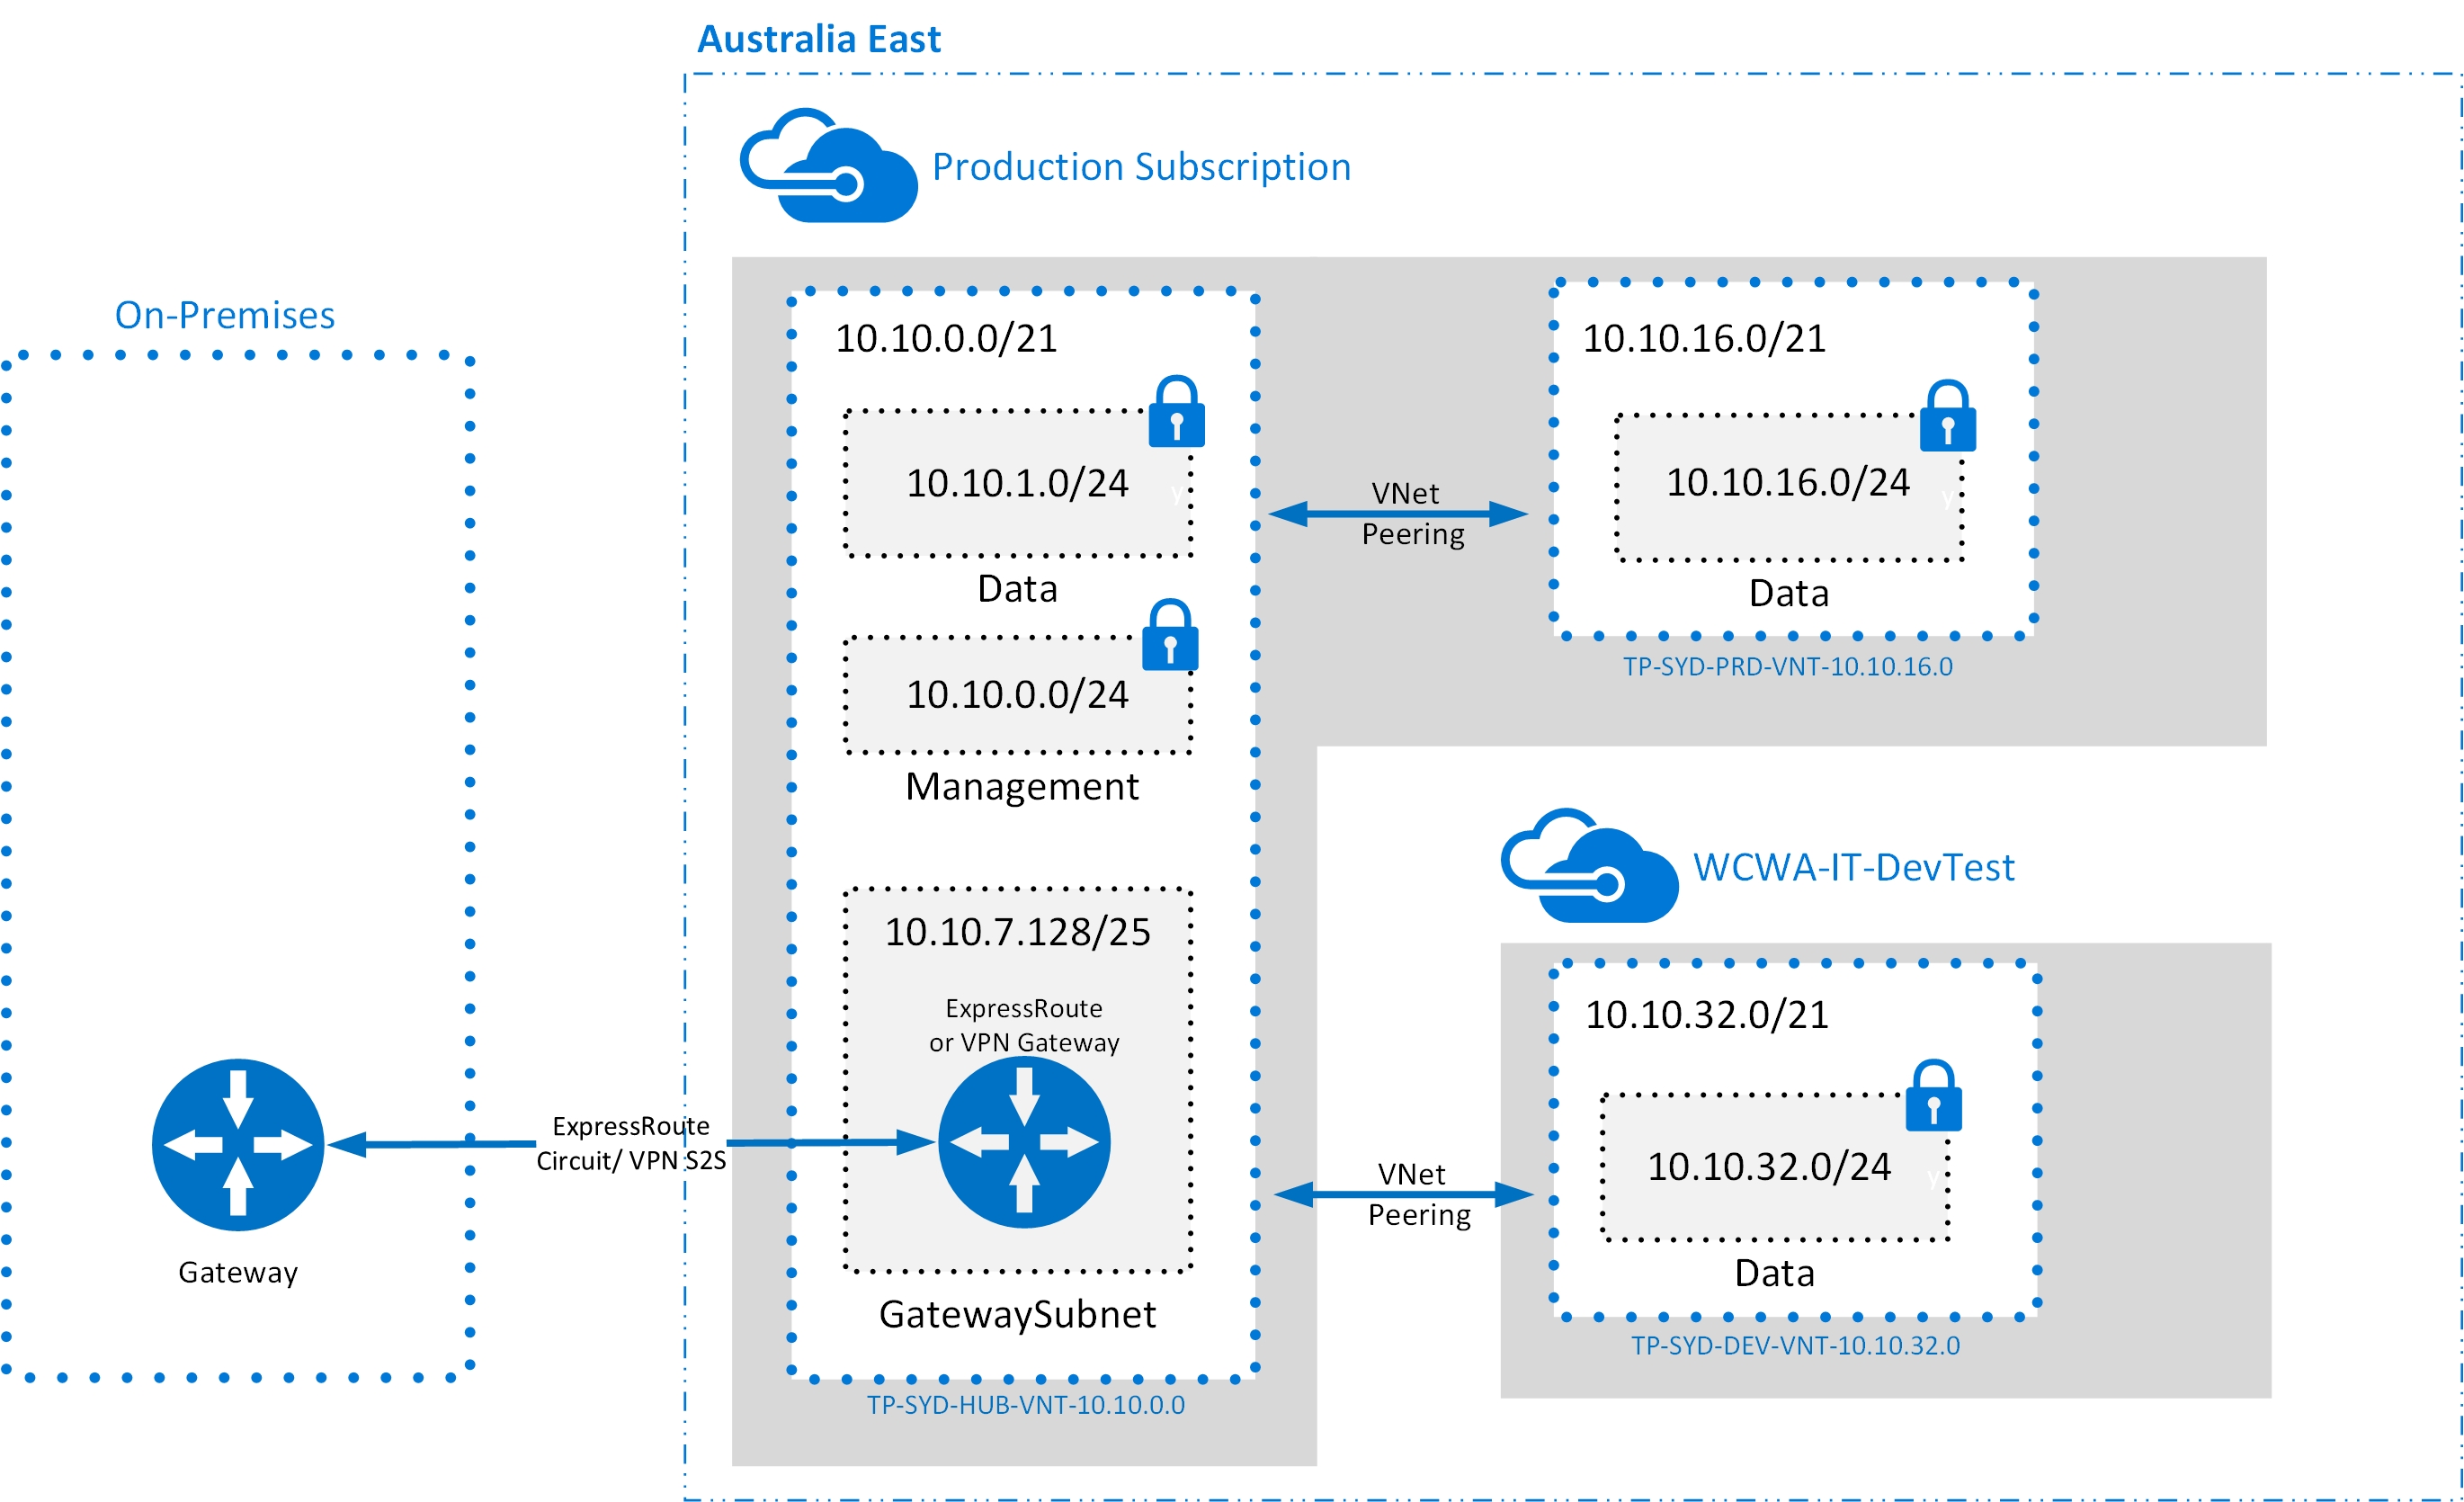 Australia East
Production Subscription
On-Premises
10.10.0.0/21
10.10.1.0/24
y
Data
10.10.0.0/24
Management
10.10.7.128/25
ExpressRoute
or VPN Gateway
GatewaySubnet
TP-SYD-HUB-VNT-10.10.0.0
VNet
Peering
10.10.16.0/21
10.10.16.0/24
y
Data
TP-SYD-PRD-VNT-10.10.16.0
WCWA-IT-DevTest
10.10.32.0/21
10.10.32.0/24
y
Data
TP-SYD-DEV-VNT-10.10.32.0
VNet
Peering
ExpressRoute
Circuit/ VPN S2S
Gateway